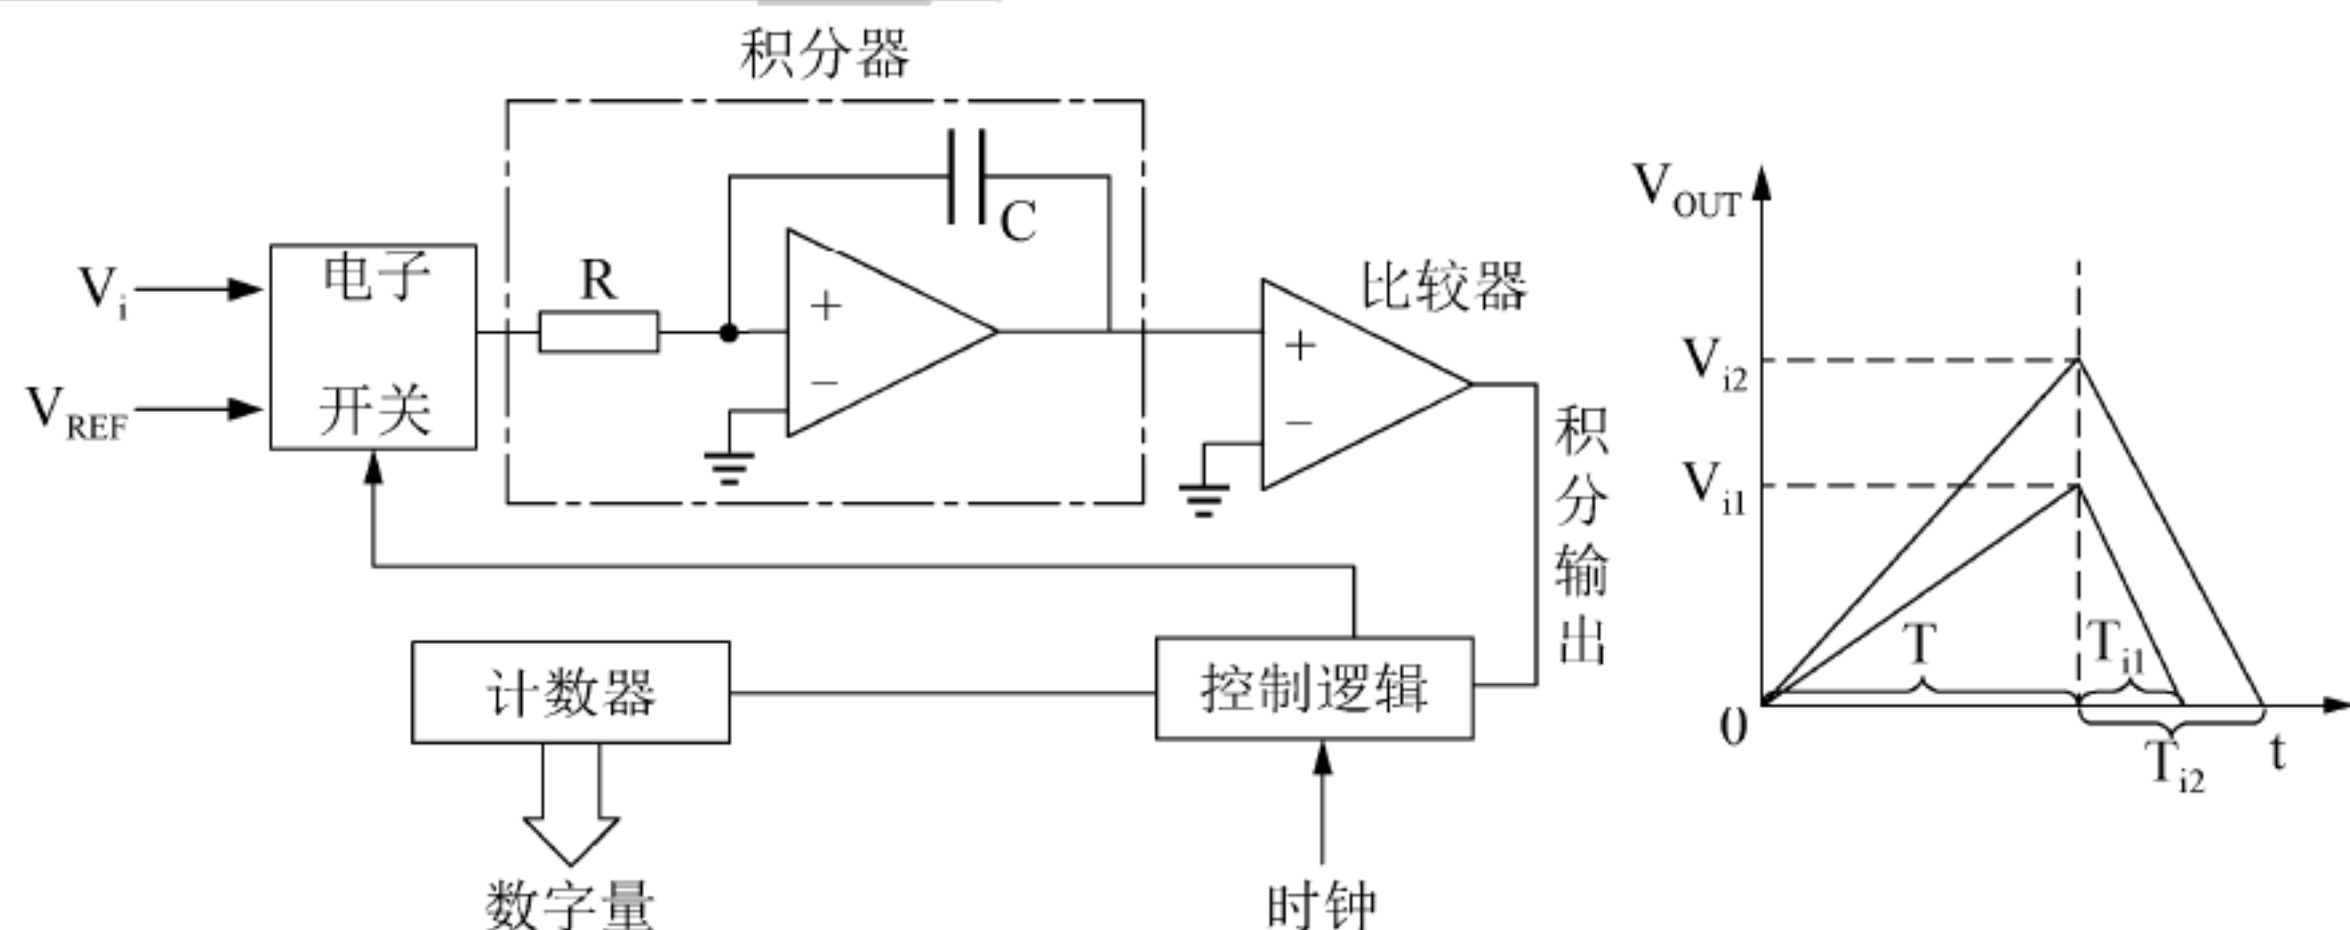 积分器
C
R
+
−
电子
开关
V_i
V_REF
比较器
+
−
积分输出
控制逻辑
计数器
数字量
时钟
V_OUT
V_i2
V_i1
T
T_i1
0
T_i2
t